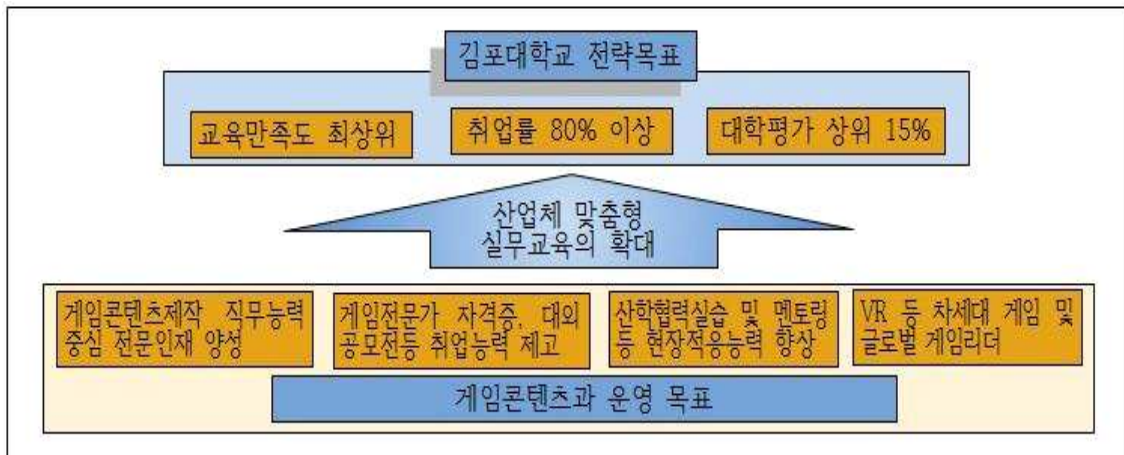 김포대학교 전략목표
교육만족도 최상위
취업률 80% 이상
대학평가 상위 15%
산업체 맞춤형
실무교육의 확대
게임콘텐츠제작 직무능력
중심 전문인재 양성
게임전문가 자격증, 대외
공모전등 취업능력 제고
산학협력실습 및 멘토링
등 현장적응능력 향상
VR 등 차세대 게임 및
글로벌 게임리더
게임콘텐츠과 운영 목표